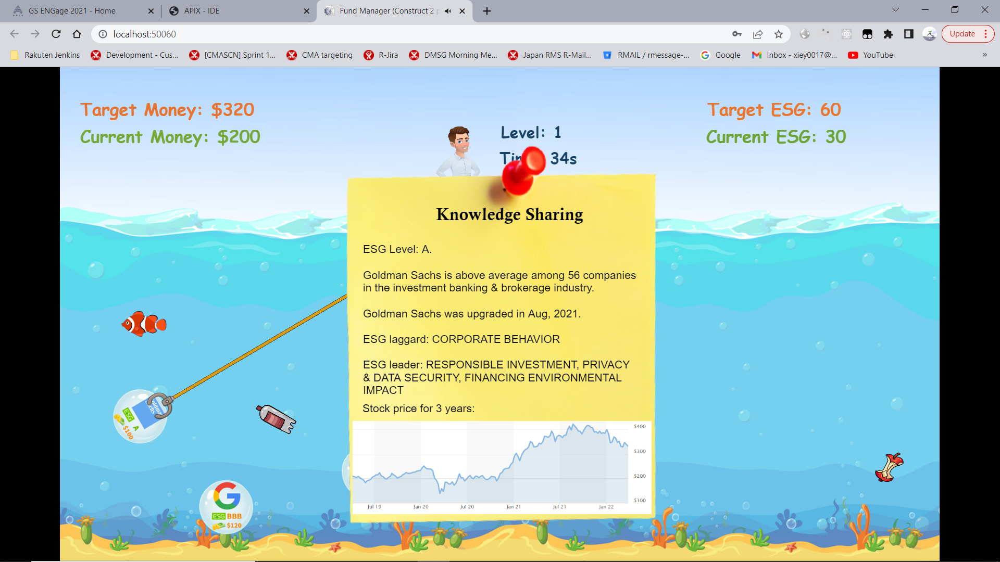 GS ENGage 2021 - Home
APIX - IDE
Fund Manager (Construct 2 p
localhost:50060
Update
Rakuten Jenkins
Development - Cus...
[CMASCN] Sprint 1...
CMA targeting
R-Jira
DMSG Morning Me...
Japan RMS R-Mail...
RMAIL / rmessage-...
Google
Inbox - xiey0017@...
YouTube
»
Target Money: $320
Current Money: $200
Level: 1
34s
Target ESG: 60
Current ESG: 30
Knowledge Sharing
ESG Level: A.
Goldman Sachs is above average among 56 companies
in the investment banking & brokerage industry.
Goldman Sachs was upgraded in Aug, 2021.
ESG laggard: CORPORATE BEHAVIOR
ESG leader: RESPONSIBLE INVESTMENT, PRIVACY
& DATA SECURITY, FINANCING ENVIRONMENTAL
IMPACT
Stock price for 3 years:
$400
$300
$200
$100
Jul 19
Jan 20
Jul 20
Jan 21
Jul 21
Jan 22
ESG A
$100
ESG BBB
$120